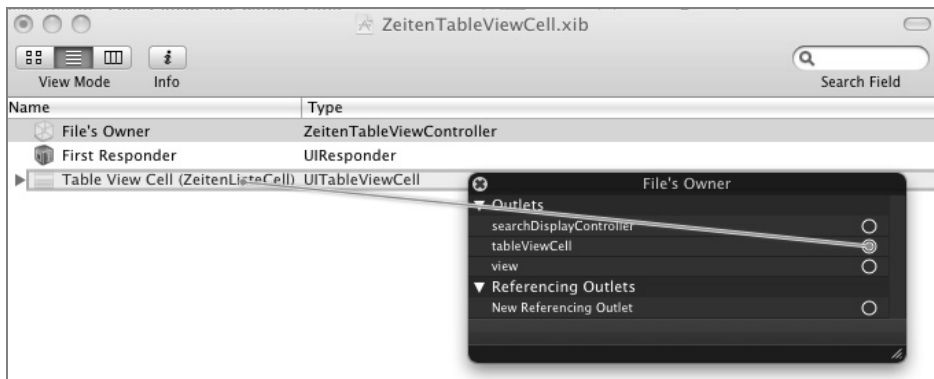 ZeitenTableViewCell.xib
View Mode Info Search Field
Name Type
File's Owner ZeitenTableViewController
First Responder UIResponder
Table View Cell (ZeitenListeCell) UITableViewCell
File's Owner
Outlets
searchDisplayController
tableViewCell
view
Referencing Outlets
New Referencing Outlet